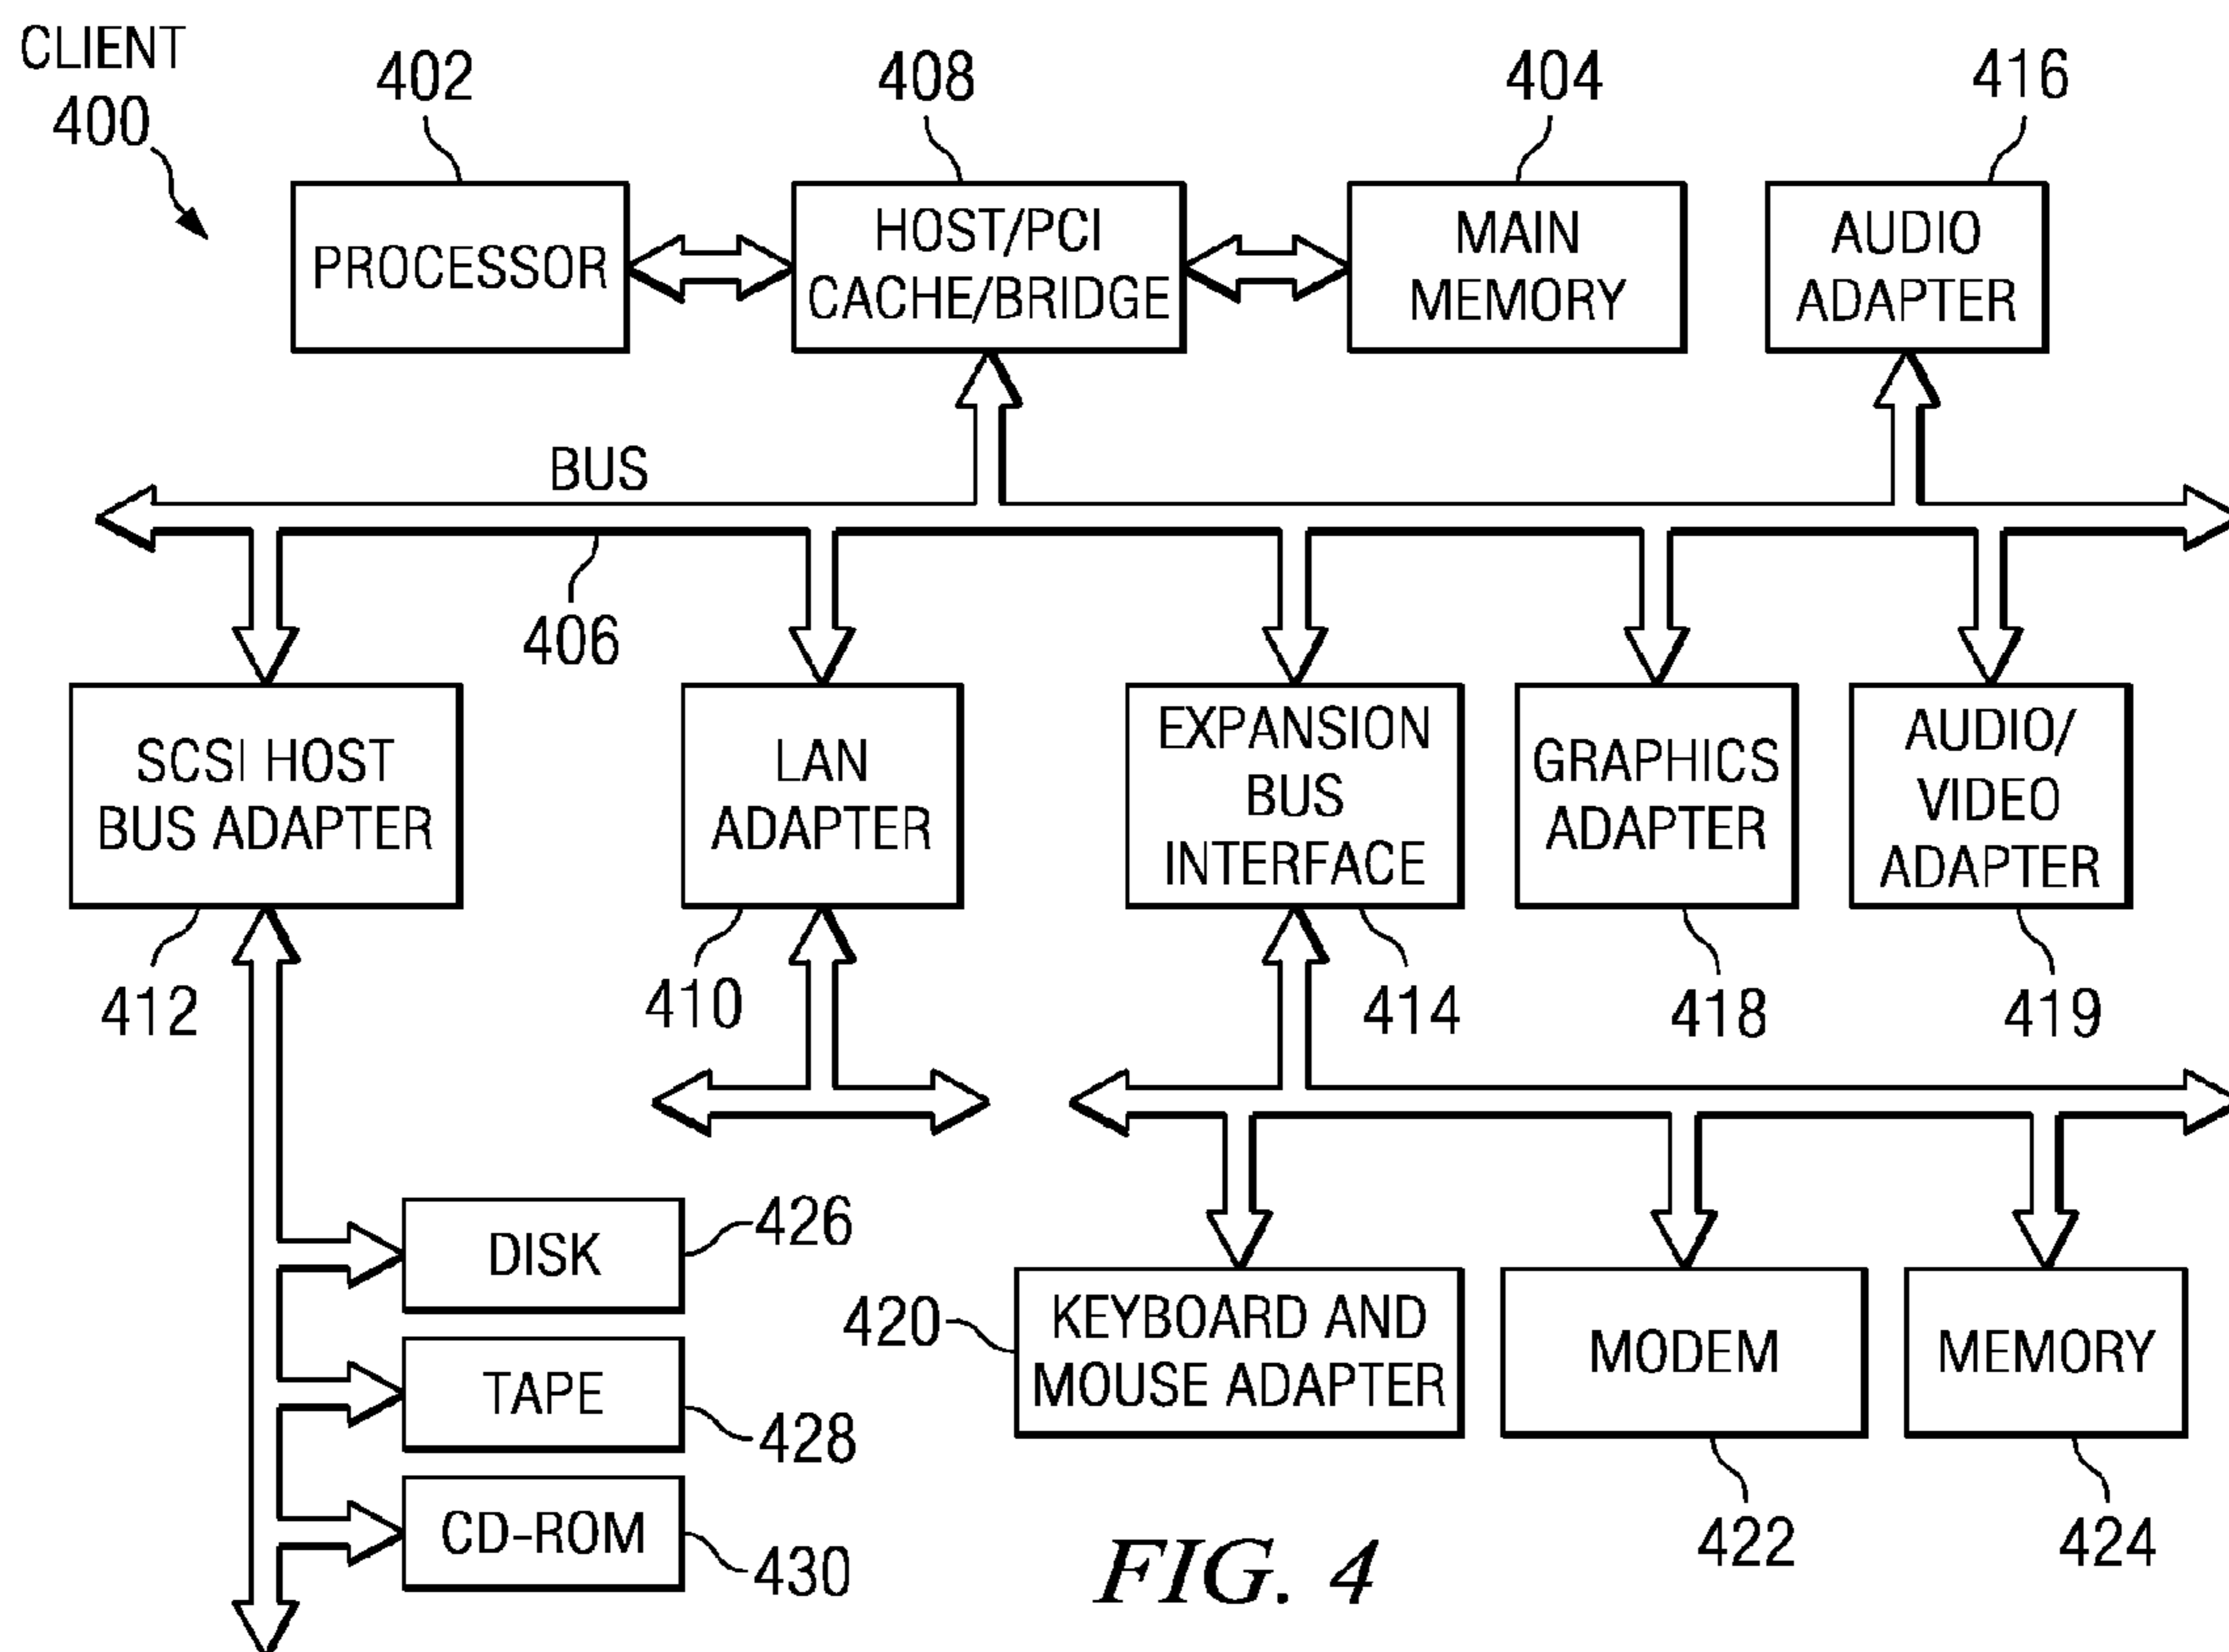 CLIENT
400
402
408
404
416
PROCESSOR
HOST/PCI
CACHE/BRIDGE
MAIN
MEMORY
AUDIO
ADAPTER
BUS
406
SCSI HOST
BUS ADAPTER
LAN
ADAPTER
EXPANSION
BUS
INTERFACE
GRAPHICS
ADAPTER
AUDIO/
VIDEO
ADAPTER
412
410
414
418
419
DISK
426
TAPE
428
CD-ROM
430
420
KEYBOARD AND
MOUSE ADAPTER
MODEM
MEMORY
422
424
FIG. 4